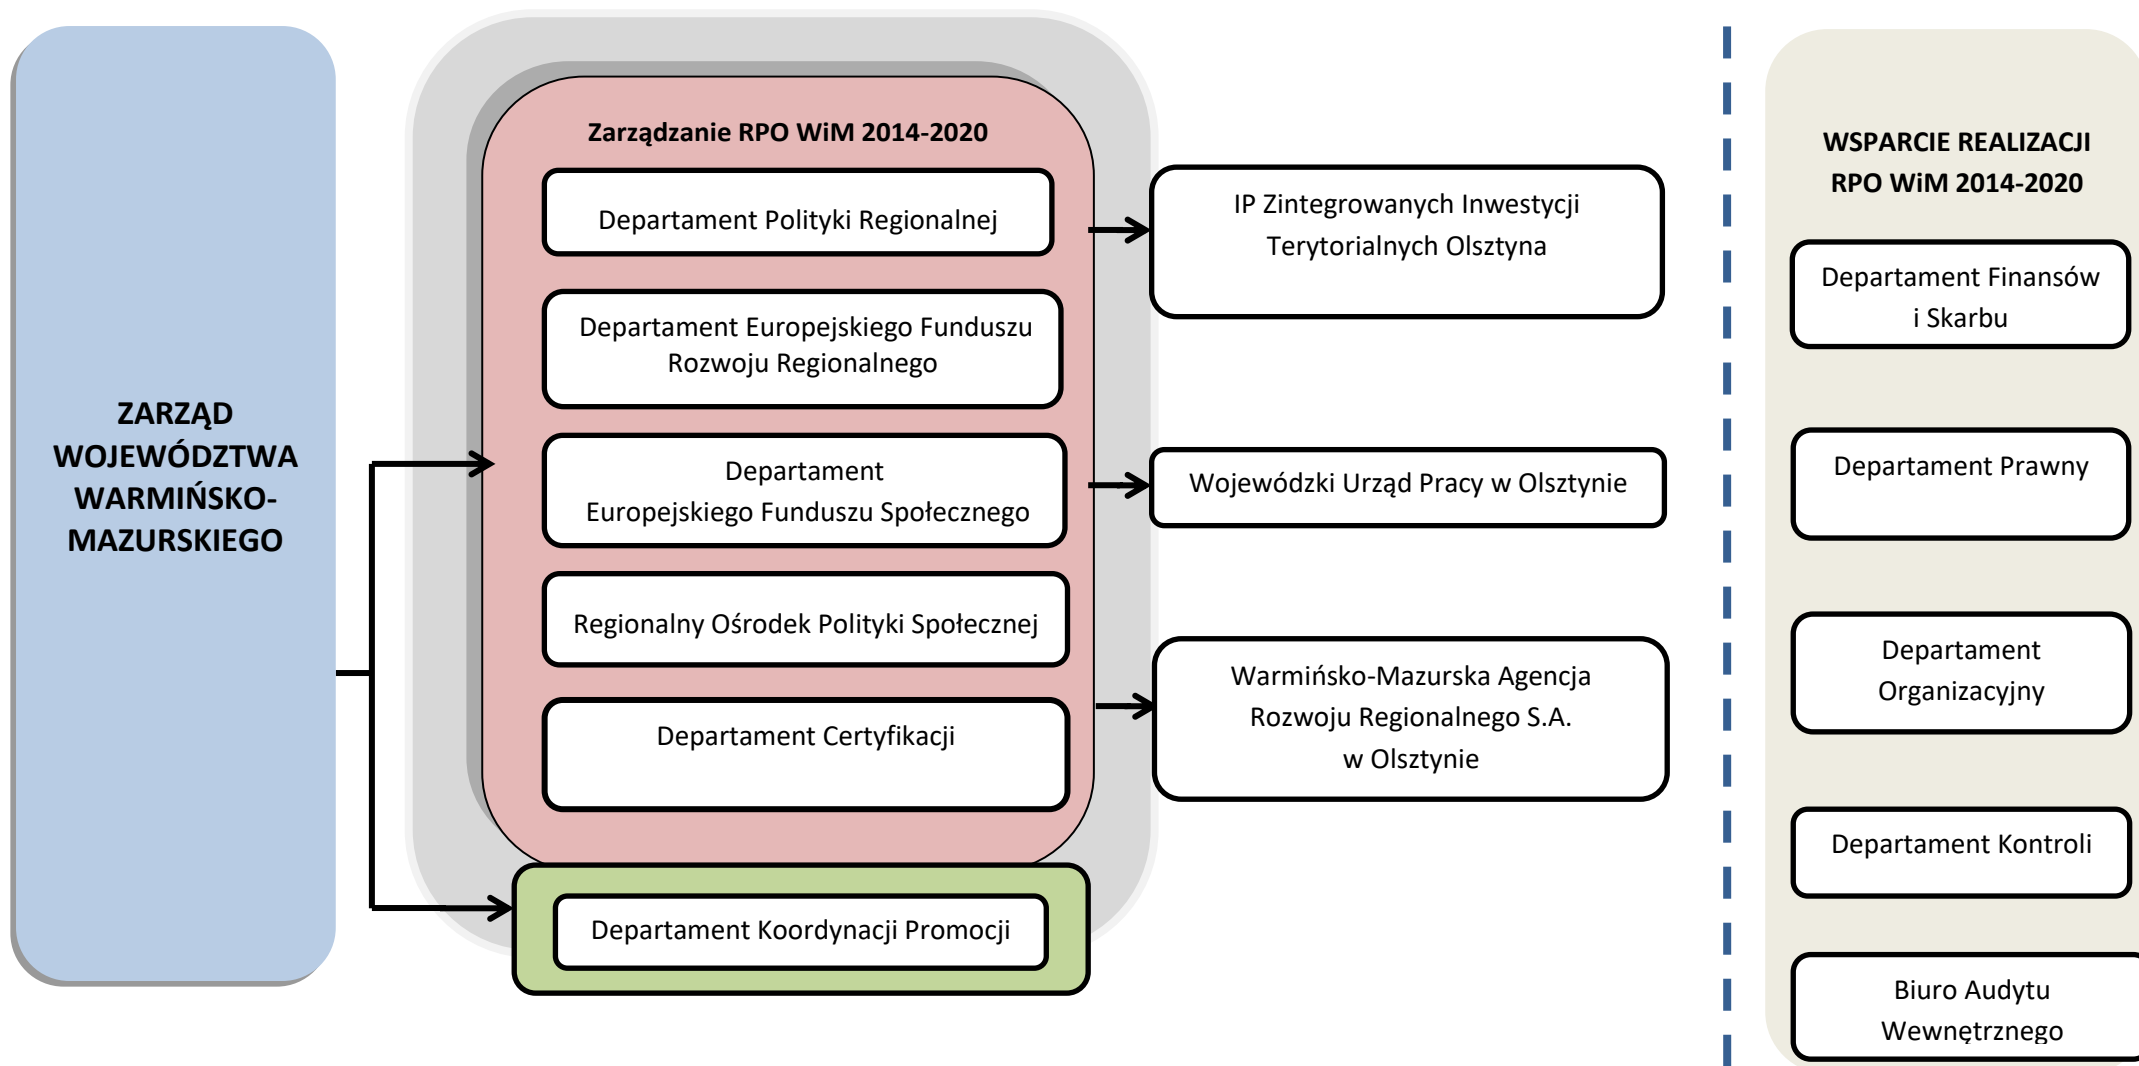 ZARZĄD
WOJEWÓDZTWA
WARMIŃSKO-
MAZURSKIEGO
Zarządzanie RPO WiM 2014-2020
Departament Polityki Regionalnej
Departament Europejskiego Funduszu
Rozwoju Regionalnego
Departament
Europejskiego Funduszu Społecznego
Regionalny Ośrodek Polityki Społecznej
Departament Certyfikacji
Departament Koordynacji Promocji
IP Zintegrowanych Inwestycji
Terytorialnych Olsztyna
Wojewódzki Urząd Pracy w Olsztynie
Warmińsko-Mazurska Agencja
Rozwoju Regionalnego S.A.
w Olsztynie
WSPARCIE REALIZACJI
RPO WiM 2014-2020
Departament Finansów
i Skarbu
Departament Prawny
Departament
Organizacyjny
Departament Kontroli
Biuro Audytu
Wewnętrznego